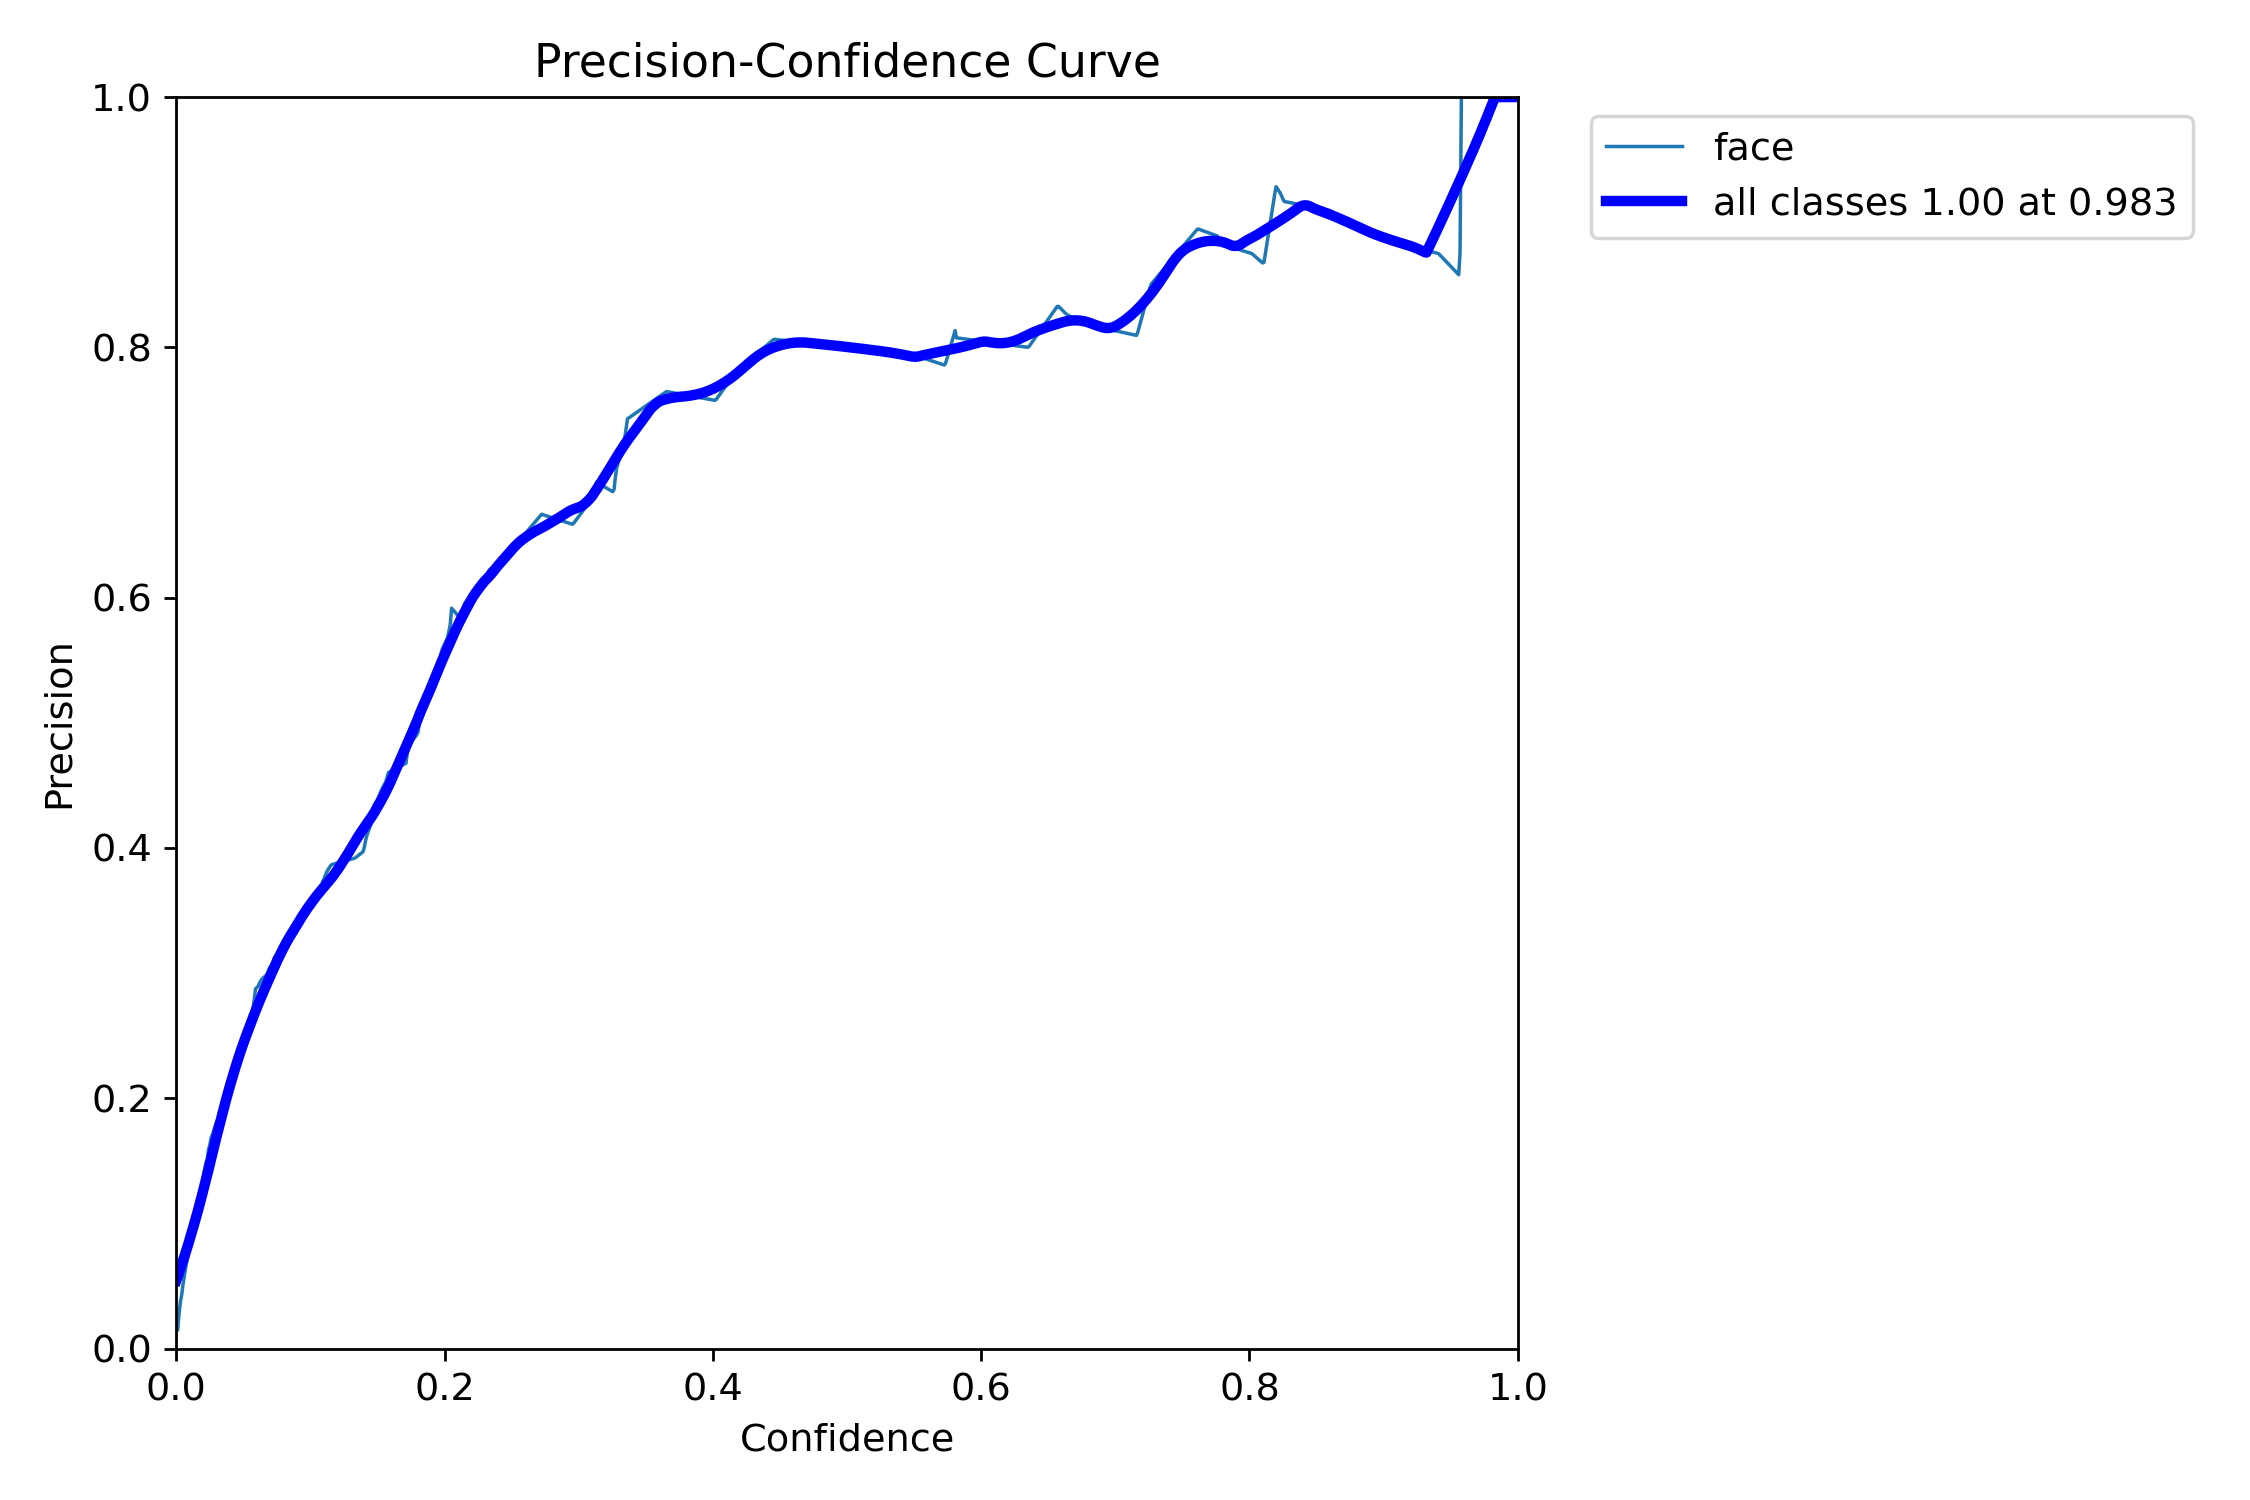 Precision-Confidence Curve
1.0
0.8
0.6
0.4
0.2
0.0
Precision
0.0 0.2 0.4 0.6 0.8 1.0
Confidence
face
all classes 1.00 at 0.983